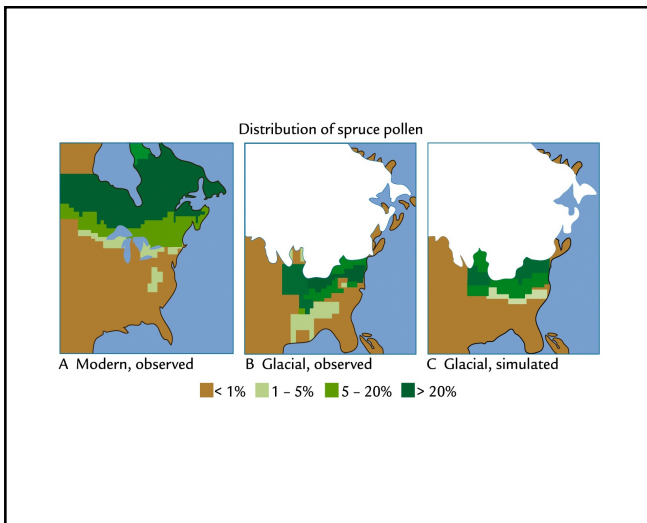 Distribution of spruce pollen
A Modern, observed
B Glacial, observed
C Glacial, simulated
< 1%
1 – 5%
5 – 20%
> 20%